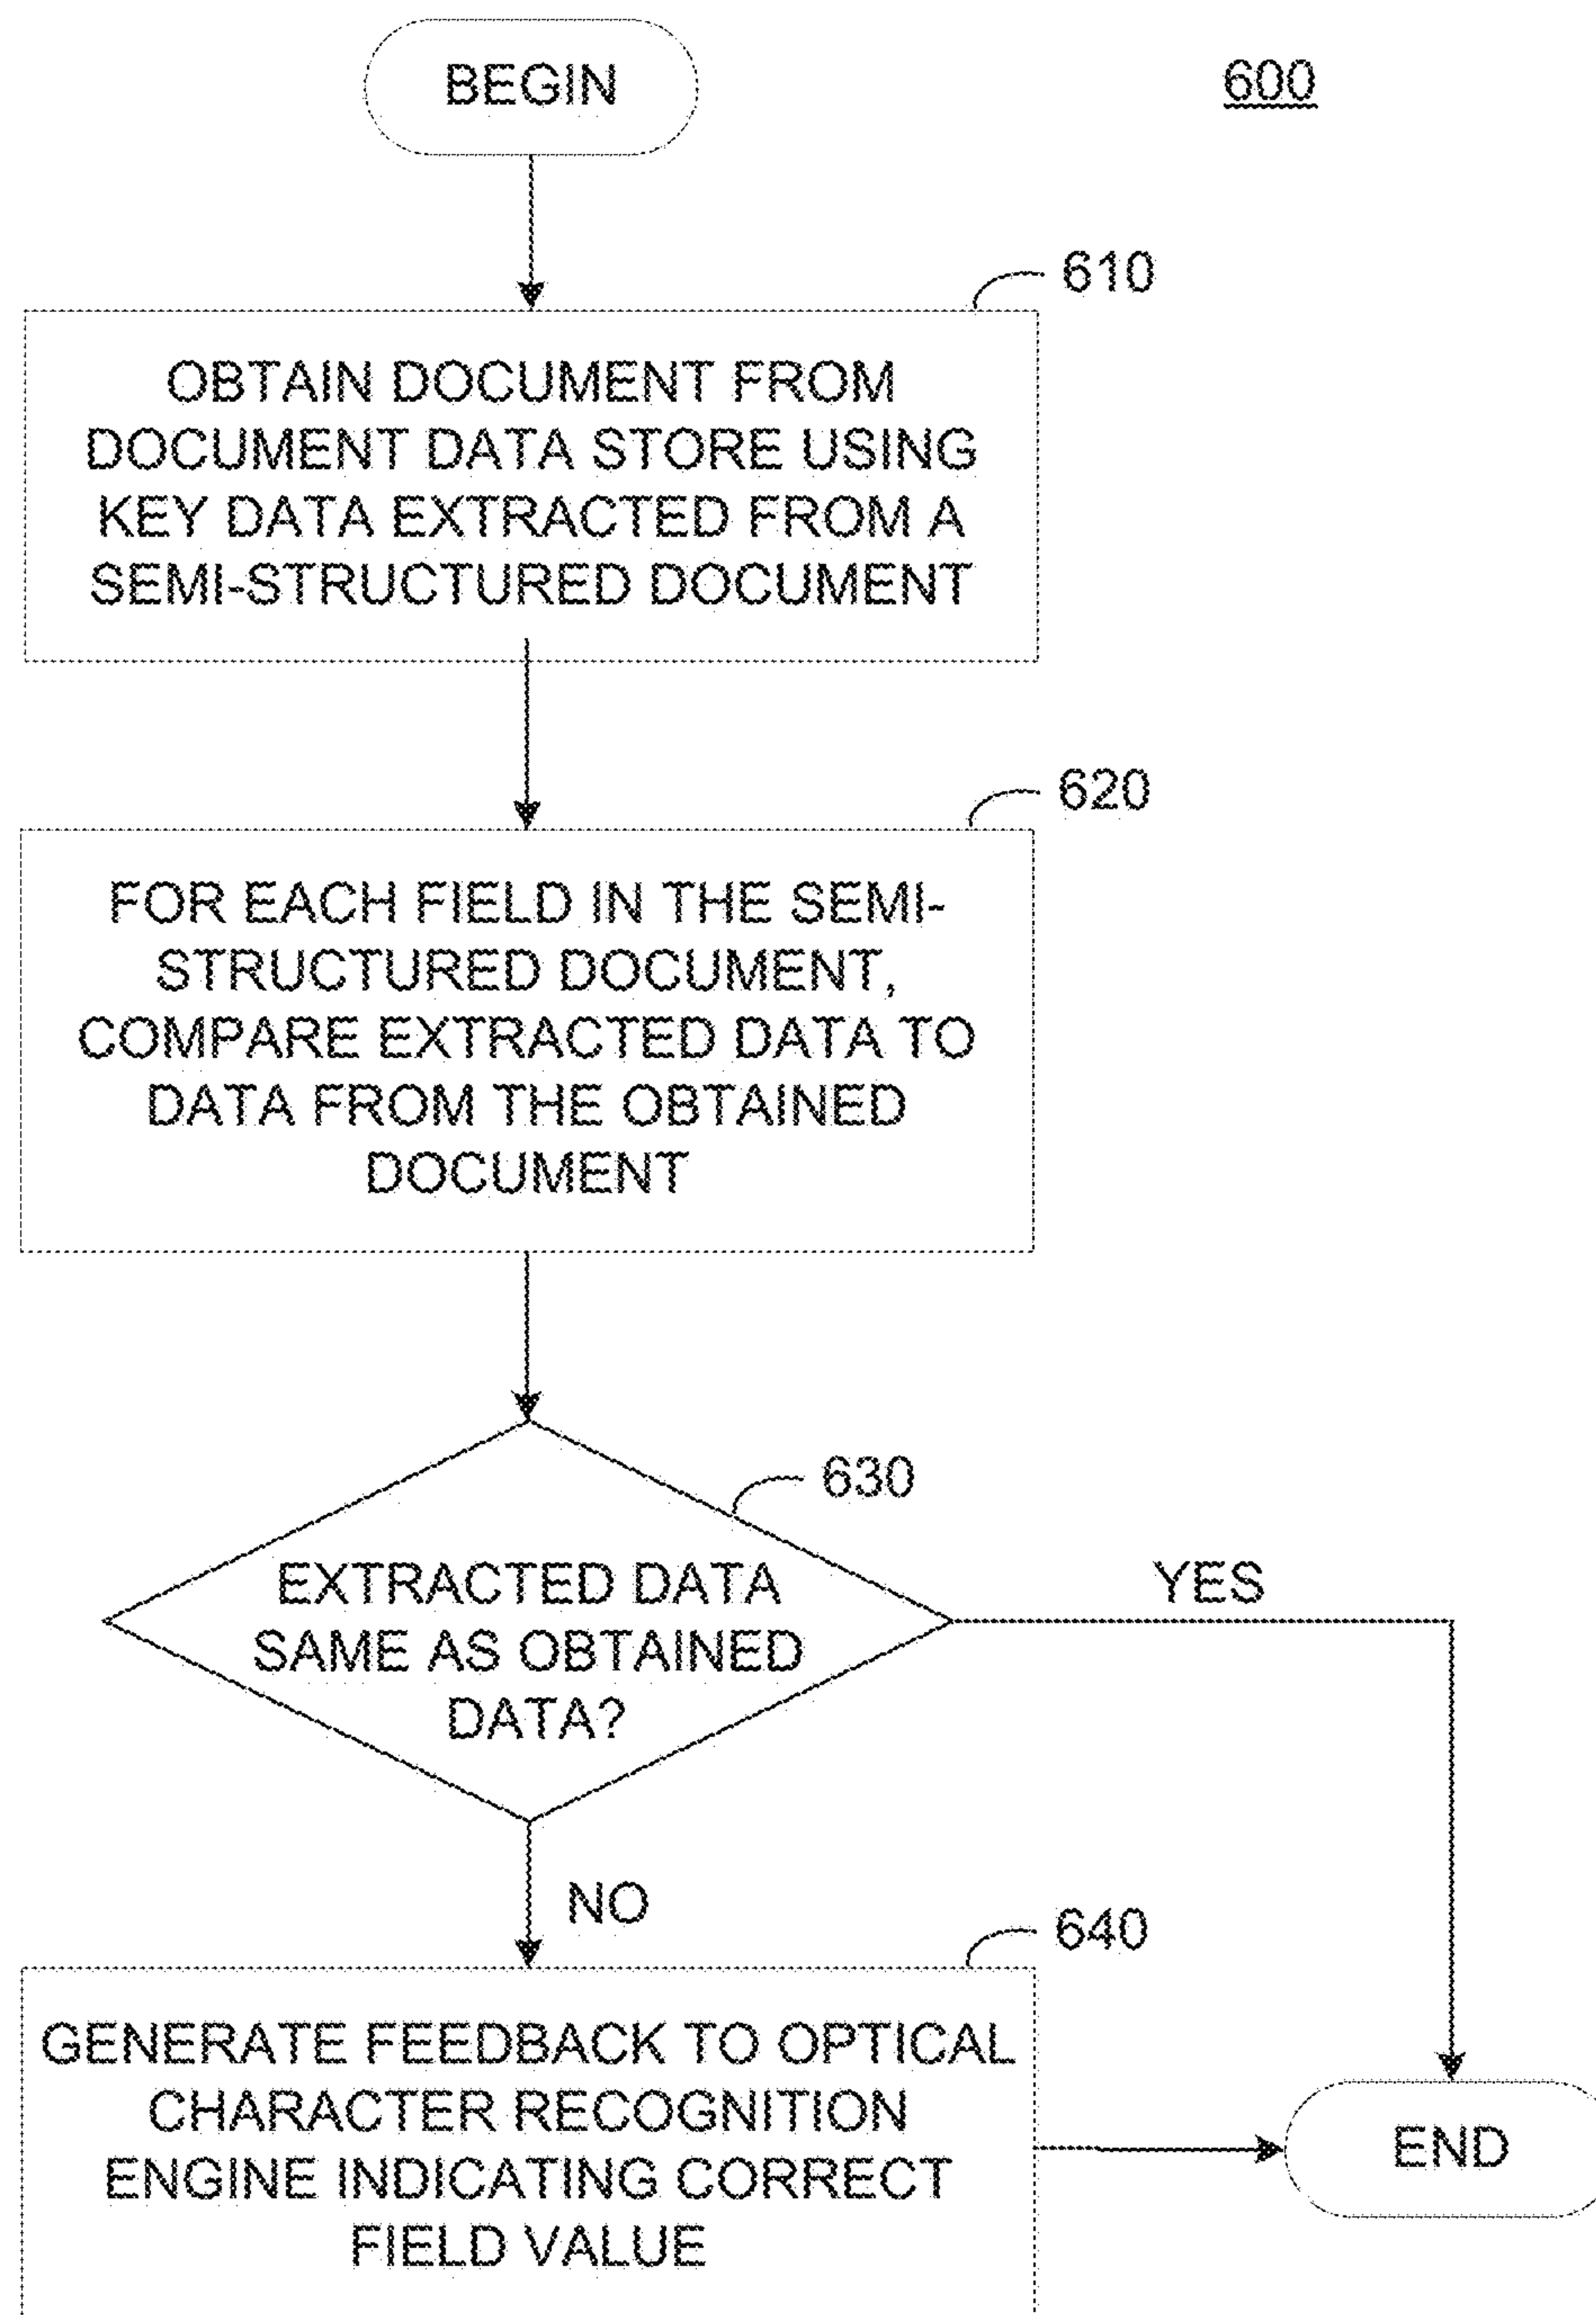 BEGIN
600
610
OBTAIN DOCUMENT FROM
DOCUMENT DATA STORE USING
KEY DATA EXTRACTED FROM A
SEMI-STRUCTURED DOCUMENT
620
FOR EACH FIELD IN THE SEMI-
STRUCTURED DOCUMENT,
COMPARE EXTRACTED DATA TO
DATA FROM THE OBTAINED
DOCUMENT
630
EXTRACTED DATA
SAME AS OBTAINED
DATA?
YES
NO
640
GENERATE FEEDBACK TO OPTICAL
CHARACTER RECOGNITION
ENGINE INDICATING CORRECT
FIELD VALUE
END